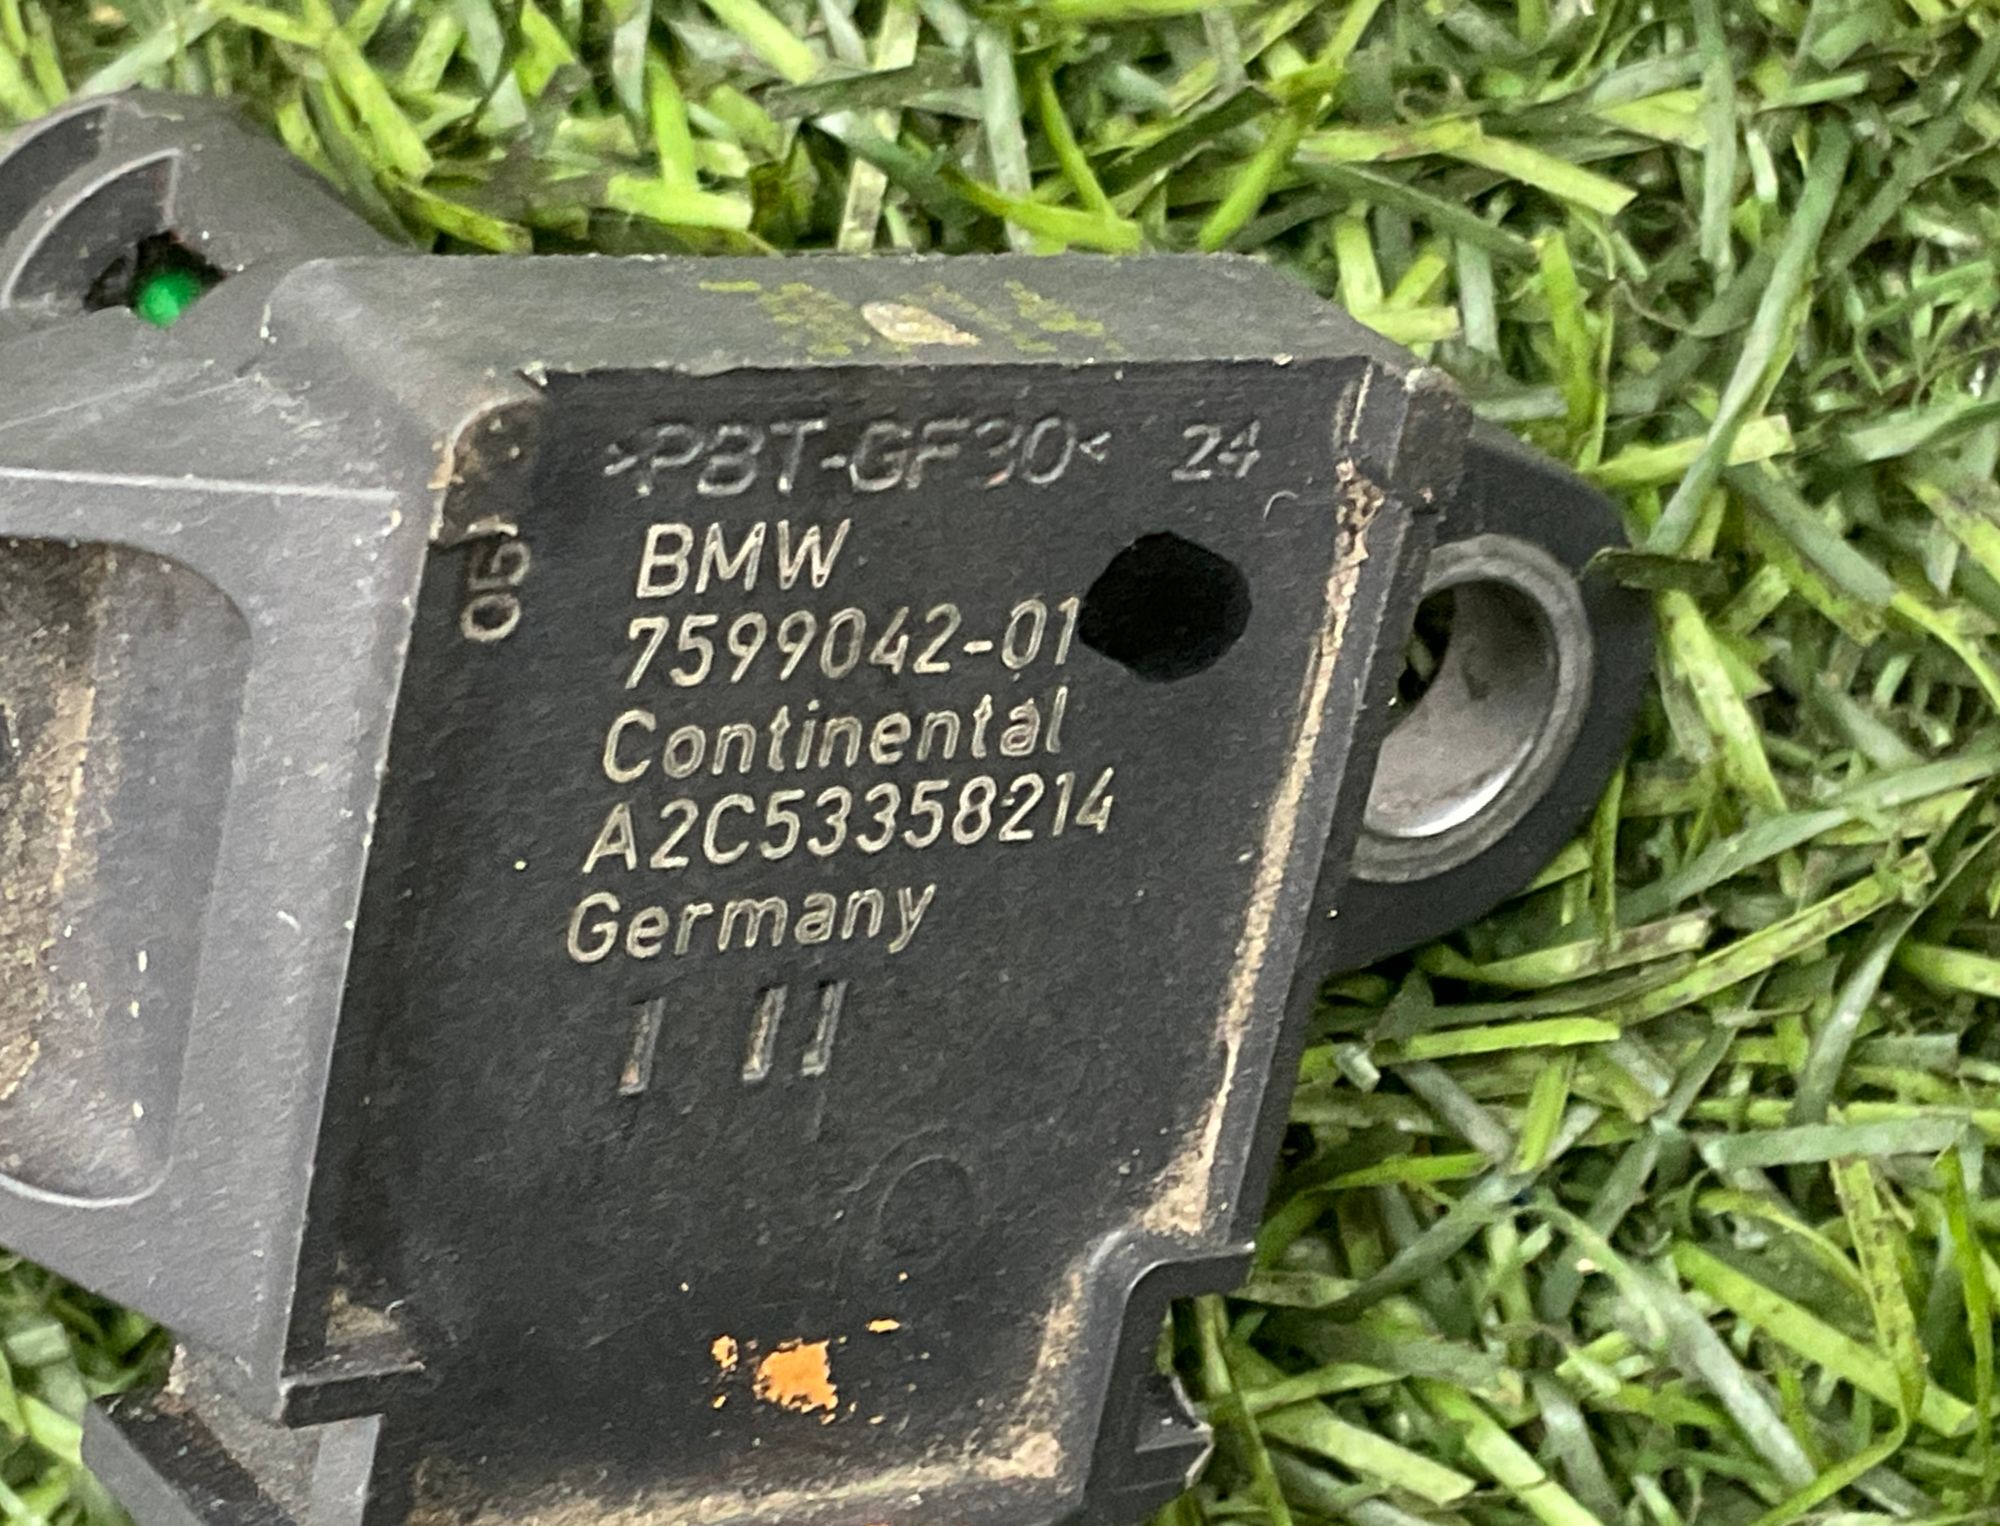 >PBT-GF30< 24
BMW
7599042-01
Continental
A2C53358214
Germany